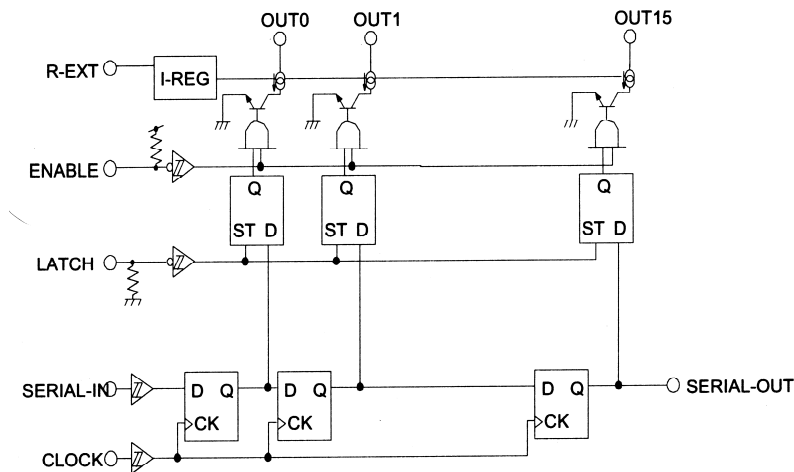 OUT0 OUT1 OUT15
R-EXT I-REG
ENABLE
Q Q Q
ST D ST D ST D
LATCH
SERIAL-IN D Q D Q D Q SERIAL-OUT
CK CK CK
CLOCK